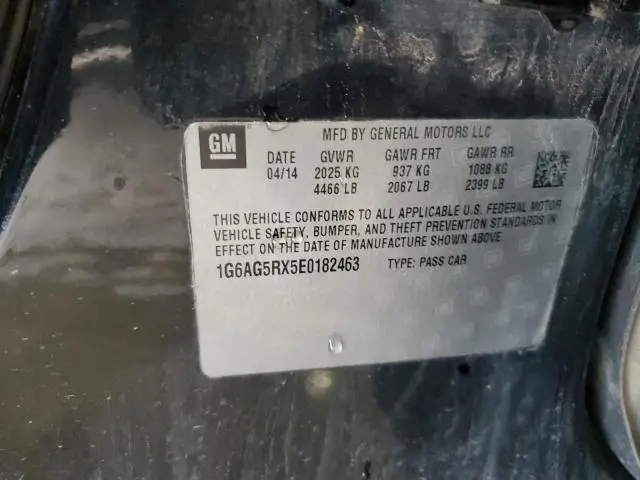 GM
MFD BY GENERAL MOTORS LLC
DATE GVWR GAWR FRT GAWR RR
04/14 2025 KG 937 KG 1088 KG
4466 LB 2067 LB 2399 LB
THIS VEHICLE CONFORMS TO ALL APPLICABLE U.S. FEDERAL MOTOR
VEHICLE SAFETY, BUMPER, AND THEFT PREVENTION STANDARDS IN
EFFECT ON THE DATE OF MANUFACTURE SHOWN ABOVE.
1G6AG5RX5E0182463 TYPE: PASS CAR